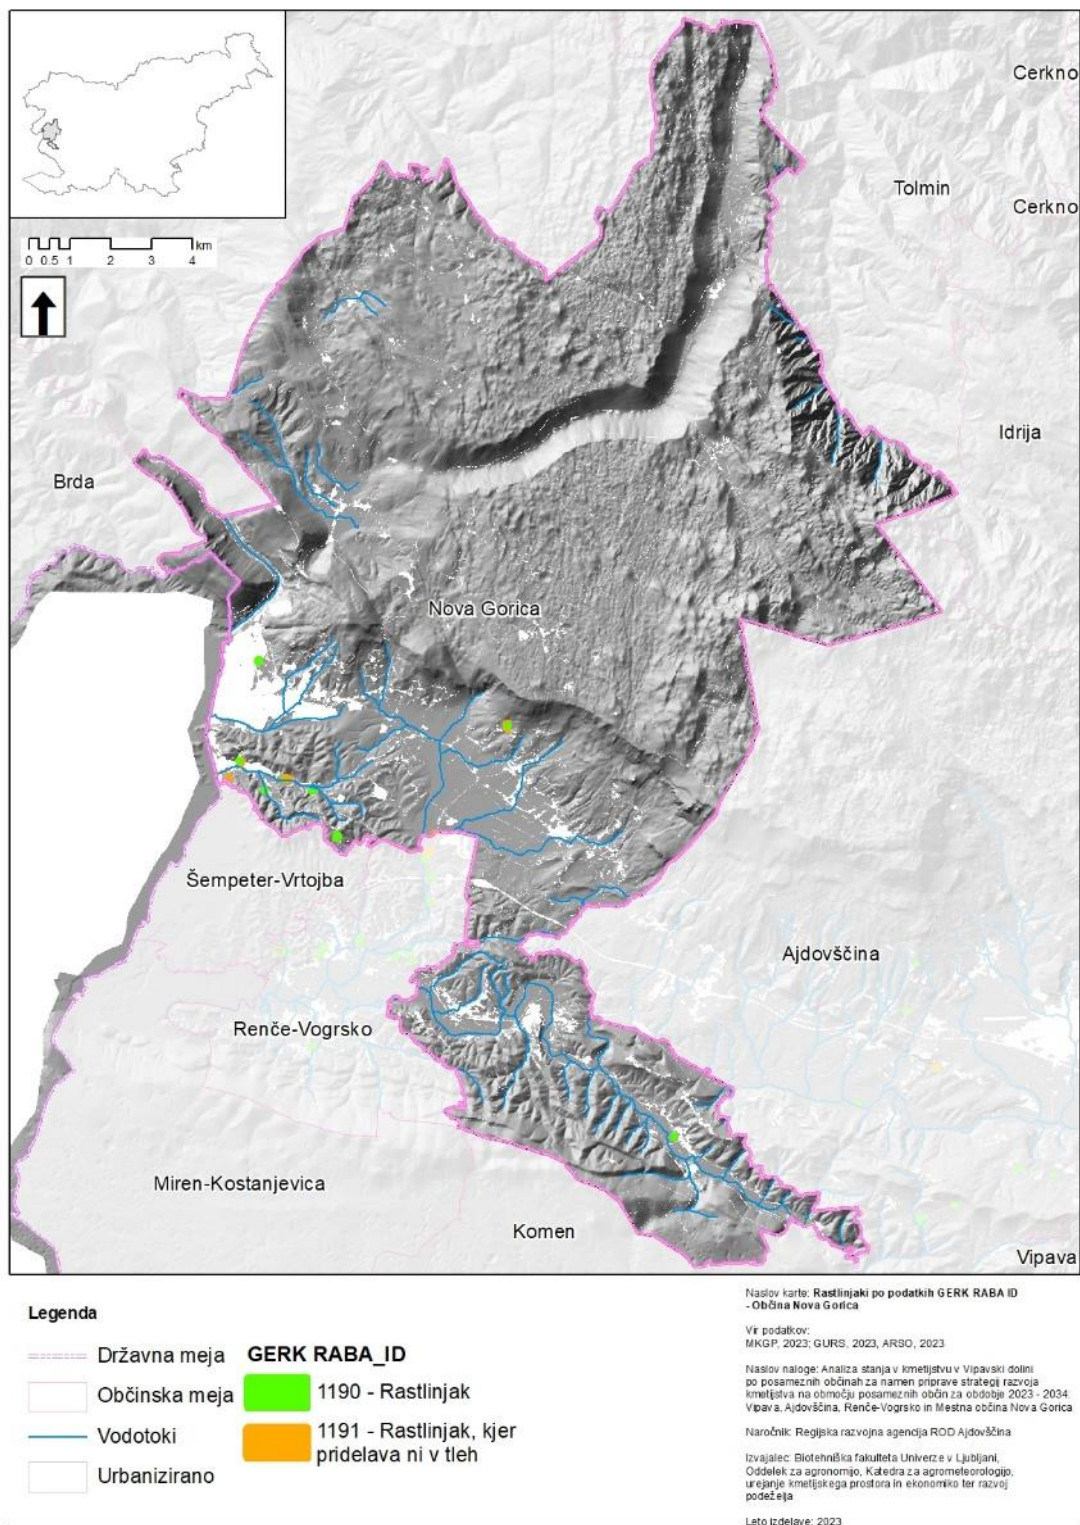 km
0 0.5 1 2 3 4
Cerkno
Tolmin
Cerkno
Idrija
Brda
Nova Gorica
Šempeter-Vrtojba
Ajdovščina
Renče-Vogrsko
Miren-Kostanjevica
Komen
Vipava
Legenda
Državna meja
Občinska meja
Vodotoki
Urbanizirano
GERK RABA_ID
1190 - Rastlinjak
1191 - Rastlinjak, kjer
pridelava ni v tleh
Naslov karte: Rastlinjaki po podatkih GERK RABA ID
- Občina Nova Gorica
Vir podatkov:
MKGP, 2023; GURS, 2023, ARSO, 2023
Naslov naloge: Analiza stanja v kmetijstvu v Vipavski dolini
po posameznih občinah za namen priprave strategij razvoja
kmetijstva na območju posameznih občin za obdobje 2023 - 2034.
Vipava, Ajdovščina, Renče-Vogrsko in Mestna občina Nova Gorica
Naročnik: Regijska razvojna agencija ROD Ajdovščina
Izvajalec: Biotehniška fakulteta Univerze v Ljubljani,
Oddelek za agronomijo, Katedra za agrometeorologijo,
urejanje kmetijskega prostora in ekonomiko ter razvoj
podeželja
Leto izdelave: 2023